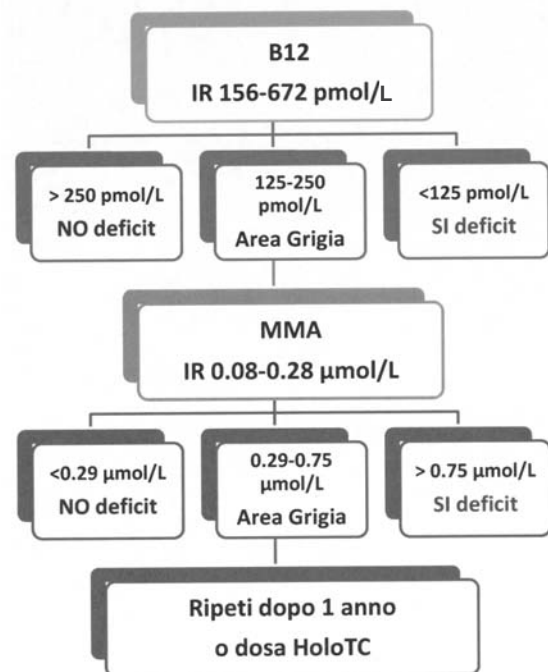 B12
IR 156-672 pmol/L
> 250 pmol/L
NO deficit
125-250
pmol/L
Area Grigia
<125 pmol/L
SI deficit
MMA
IR 0.08-0.28 µmol/L
<0.29 µmol/L
NO deficit
0.29-0.75
µmol/L
Area Grigia
> 0.75 µmol/L
SI deficit
Ripeti dopo 1 anno
o dosa HoloTC